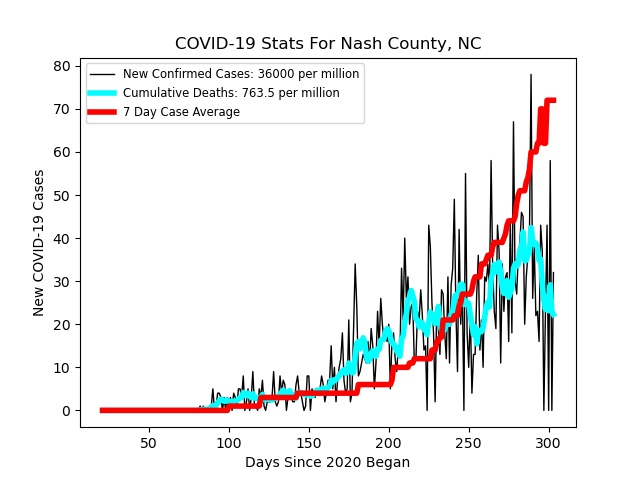 COVID-19 Stats For Nash County, NC
New Confirmed Cases: 36000 per million
Cumulative Deaths: 763.5 per million
7 Day Case Average
80
70
60
50
40
30
20
10
0
New COVID-19 Cases
50 100 150 200 250 300
Days Since 2020 Began